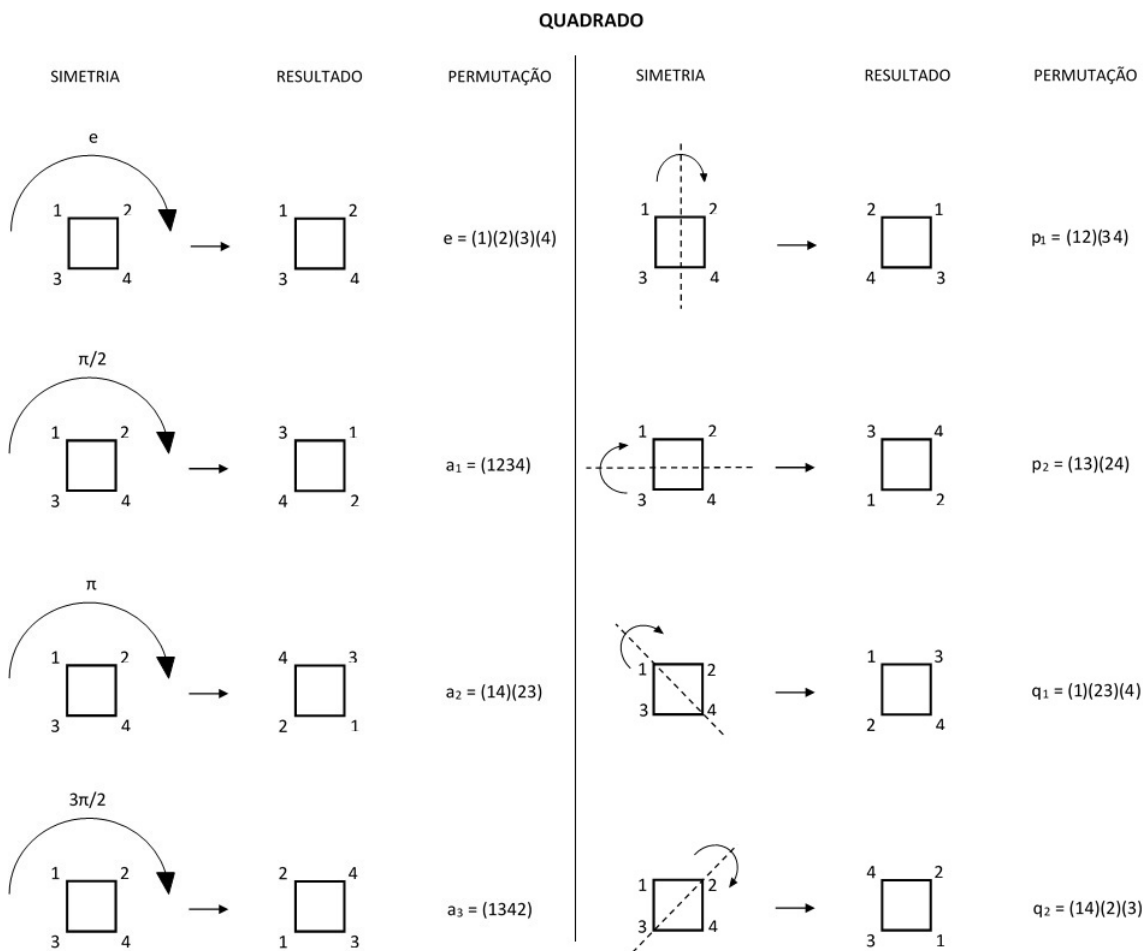 QUADRADO
SIMETRIA RESULTADO PERMUTAÇÃO
e
1 2 1 2
e = (1)(2)(3)(4)
3 4 3 4
π/2
1 2 3 1
a₁ = (1234)
3 4 4 2
π
1 2 4 3
a₂ = (14)(23)
3 4 2 1
3π/2
1 2 2 4
a₃ = (1342)
3 4 1 3
SIMETRIA RESULTADO PERMUTAÇÃO
1 2 2 1
p₁ = (12)(34)
3 4 4 3
1 2 3 4
p₂ = (13)(24)
3 4 1 2
1 2 1 3
q₁ = (1)(23)(4)
3 4 2 4
1 2 4 2
q₂ = (14)(2)(3)
3 4 3 1